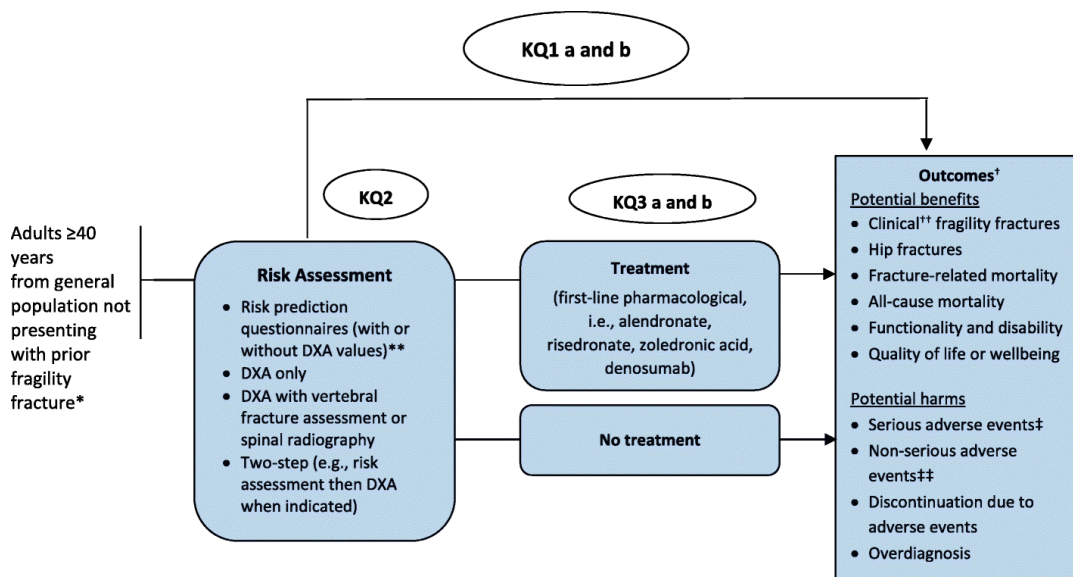 KQ1 a and b
KQ2
KQ3 a and b
Adults ≥40
years
from general
population not
presenting
with prior
fragility
fracture*
Risk Assessment
• Risk prediction
questionnaires (with or
without DXA values)**
• DXA only
• DXA with vertebral
fracture assessment or
spinal radiography
• Two-step (e.g., risk
assessment then DXA
when indicated)
Treatment
(first-line pharmacological,
i.e., alendronate,
risedronate, zoledronic acid,
denosumab)
No treatment
Outcomes†
Potential benefits
• Clinical†† fragility fractures
• Hip fractures
• Fracture-related mortality
• All-cause mortality
• Functionality and disability
• Quality of life or wellbeing
Potential harms
• Serious adverse events‡
• Non-serious adverse
events‡‡
• Discontinuation due to
adverse events
• Overdiagnosis